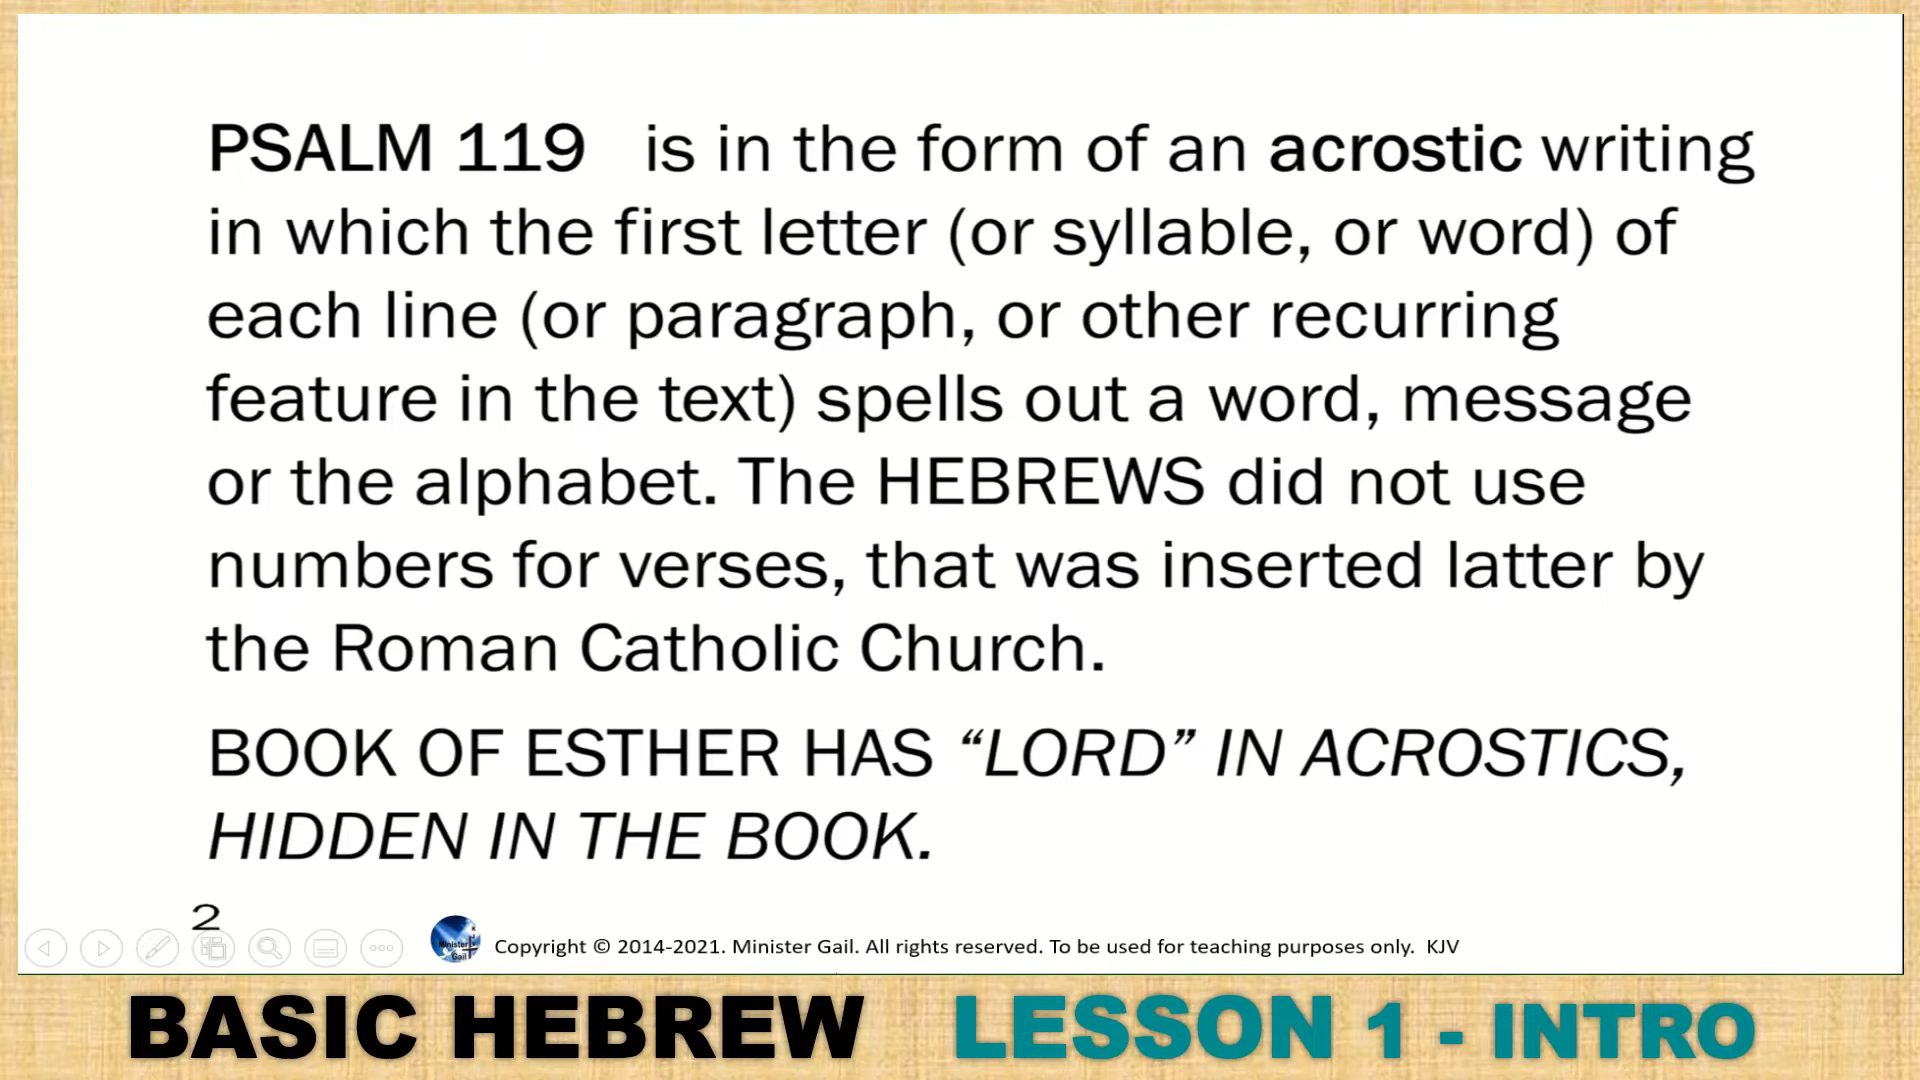 PSALM 119 is in the form of an acrostic writing
in which the first letter (or syllable, or word) of
each line (or paragraph, or other recurring
feature in the text) spells out a word, message
or the alphabet. The HEBREWS did not use
numbers for verses, that was inserted latter by
the Roman Catholic Church.
BOOK OF ESTHER HAS “LORD” IN ACROSTICS,
HIDDEN IN THE BOOK.
2
Minister
Gail
Copyright © 2014-2021. Minister Gail. All rights reserved. To be used for teaching purposes only. KJV
BASIC HEBREW LESSON 1 - INTRO